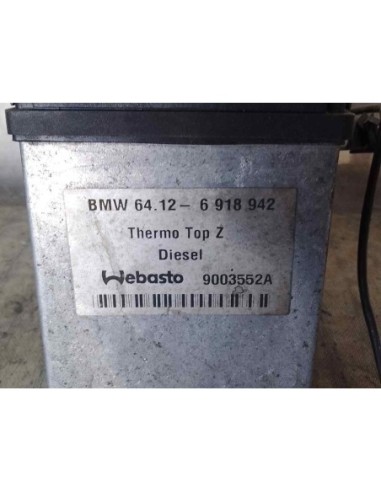 BMW 64.12- 6 918 942
Thermo Top Z
Diesel
Webasto 9003552A